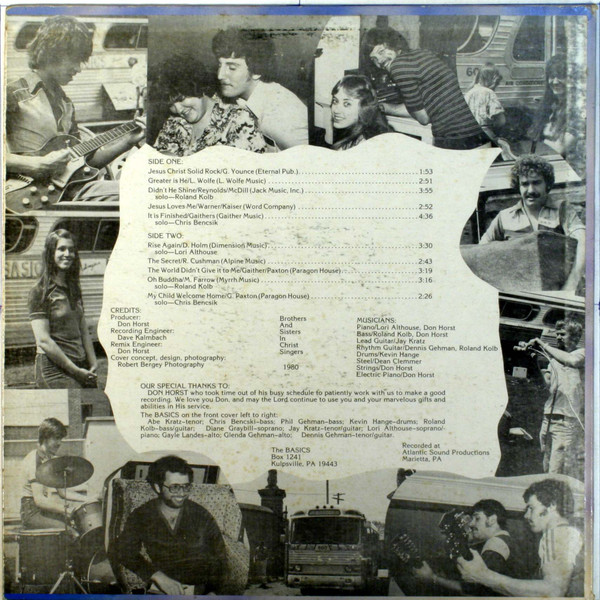 SIDE ONE:
Jesus Christ Solid Rock/G. Younce (Eternal Pub.) 1:53
Greater is He/L. Wolfe (L. Wolfe Music) 2:51
Didn't He Shine/Reynolds/McDill (Jack Music, Inc.) 3:55
solo—Roland Kolb
Jesus Loves Me/Warner/Kaiser (Word Company) 2:52
It is Finished/Gaithers (Gaither Music) 4:36
solo—Chris Bencsik
SIDE TWO:
Rise Again/D. Holm (Dimension Music) 3:30
solo—Lori Althouse
The Secret/R. Cushman (Alpine Music) 2:43
The World Didn't Give it to Me/Gaither/Paxton (Paragon House) 3:19
Oh Buddha/M. Farrow (Myrrh Music) 3:16
solo—Roland Kolb
My Child Welcome Home/G. Paxton (Paragon House) 2:26
solo—Chris Bencsik
CREDITS:
Producer:
Don Horst
Recording Engineer:
Dave Kalmbach
Remix Engineer:
Don Horst
Cover concept, design, photography:
Robert Bergey Photography
Brothers
And
Sisters
In
Christ
Singers
1980
MUSICIANS:
Piano/Lori Althouse, Don Horst
Bass/Roland Kolb, Don Horst
Lead Guitar/Jay Kratz
Rhythm Guitar/Dennis Gehman, Roland Kolb
Drums/Kevin Hange
Steel/Dean Clemmer
Strings/Don Horst
Electric Piano/Don Horst
OUR SPECIAL THANKS TO:
DON HORST who took time out of his busy schedule to patiently work with us to make a good
recording. We love you Don, and may the Lord continue to use you and your marvelous gifts and
abilities in His service.
The BASICS on the front cover left to right:
Abe Kratz-tenor; Chris Bencski-bass; Phil Gehman-bass; Kevin Hange-drums; Roland
Kolb-bass/guitar; Diane Graybill-soprano; Jay Kratz-tenor/guitar; Lori Althouse-soprano/
piano; Gayle Landes-alto; Glenda Gehman-alto; Dennis Gehman-tenor/guitar.
The BASICS
Box 1241
Kulpsville, PA 19443
Recorded at
Atlantic Sound Productions
Marietta, PA